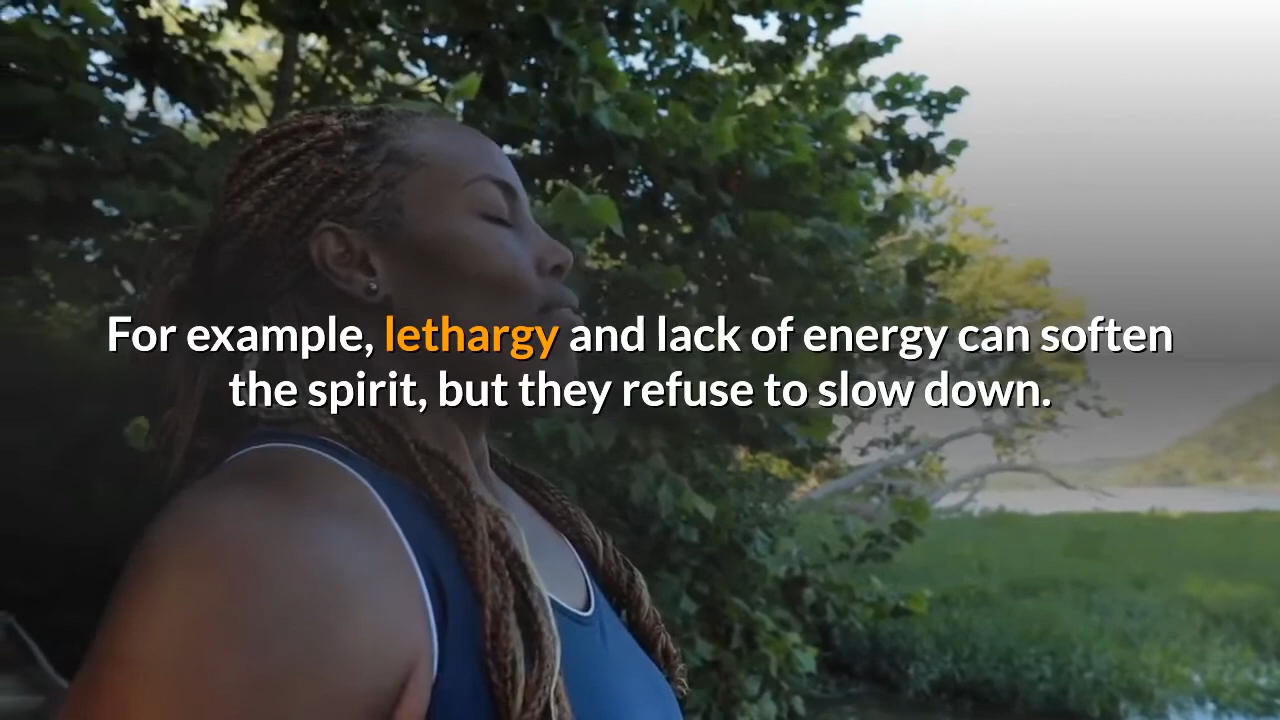 For example, lethargy and lack of energy can soften
the spirit, but they refuse to slow down.